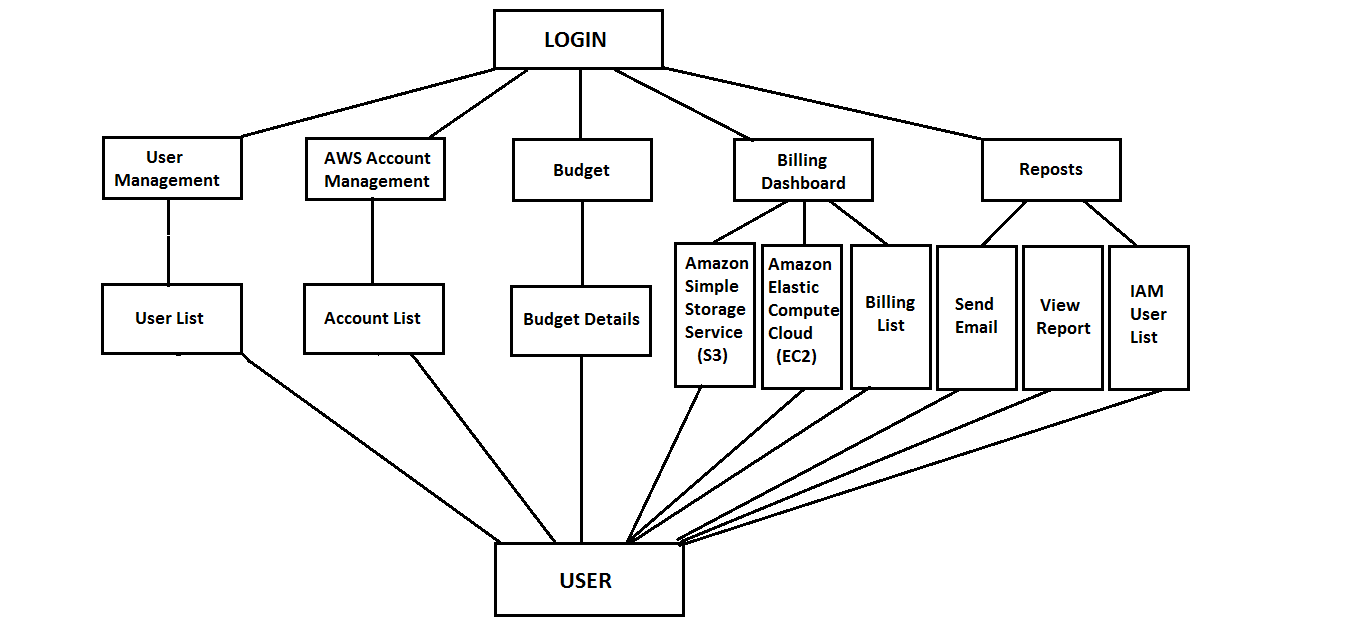 LOGIN
User
Management
AWS Account
Management
Budget
Billing
Dashboard
Reposts
User List
Account List
Budget Details
Amazon
Simple
Storage
Service
(S3)
Amazon
Elastic
Compute
Cloud
(EC2)
Billing
List
Send
Email
View
Report
IAM
User
List
USER